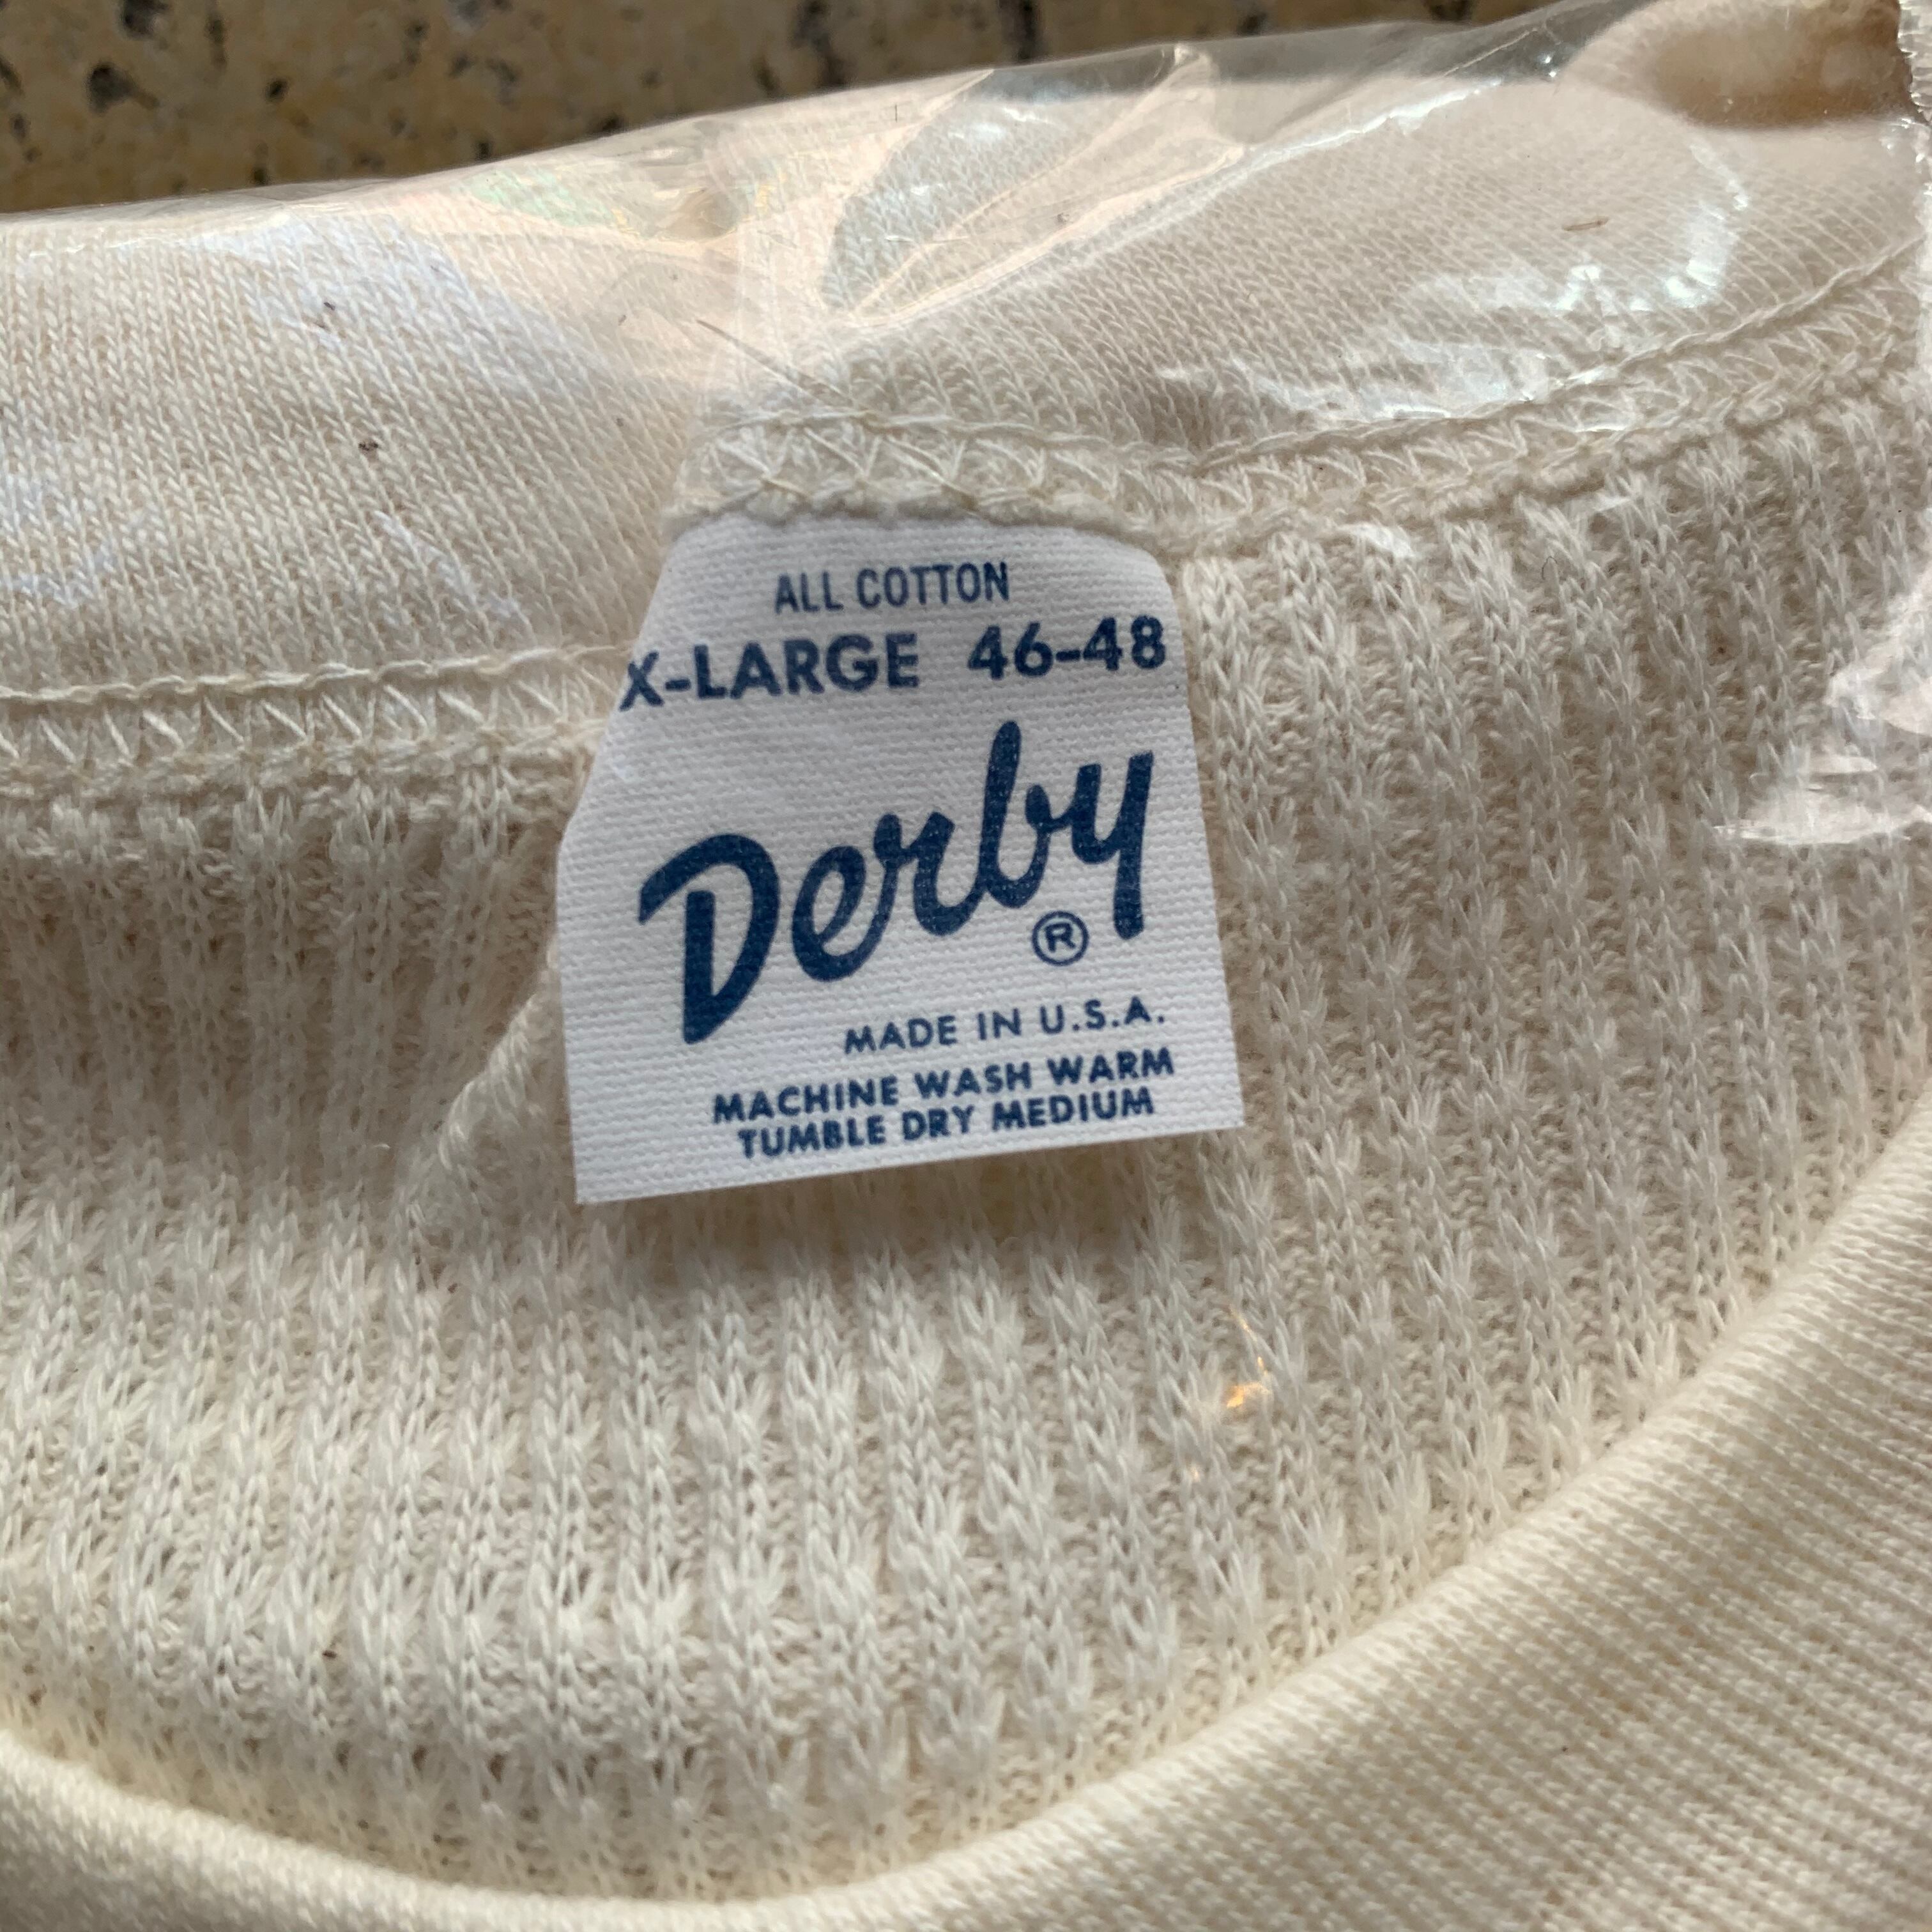 ALL COTTON
X-LARGE 46-48
Derby
®
MADE IN U.S.A.
MACHINE WASH WARM
TUMBLE DRY MEDIUM